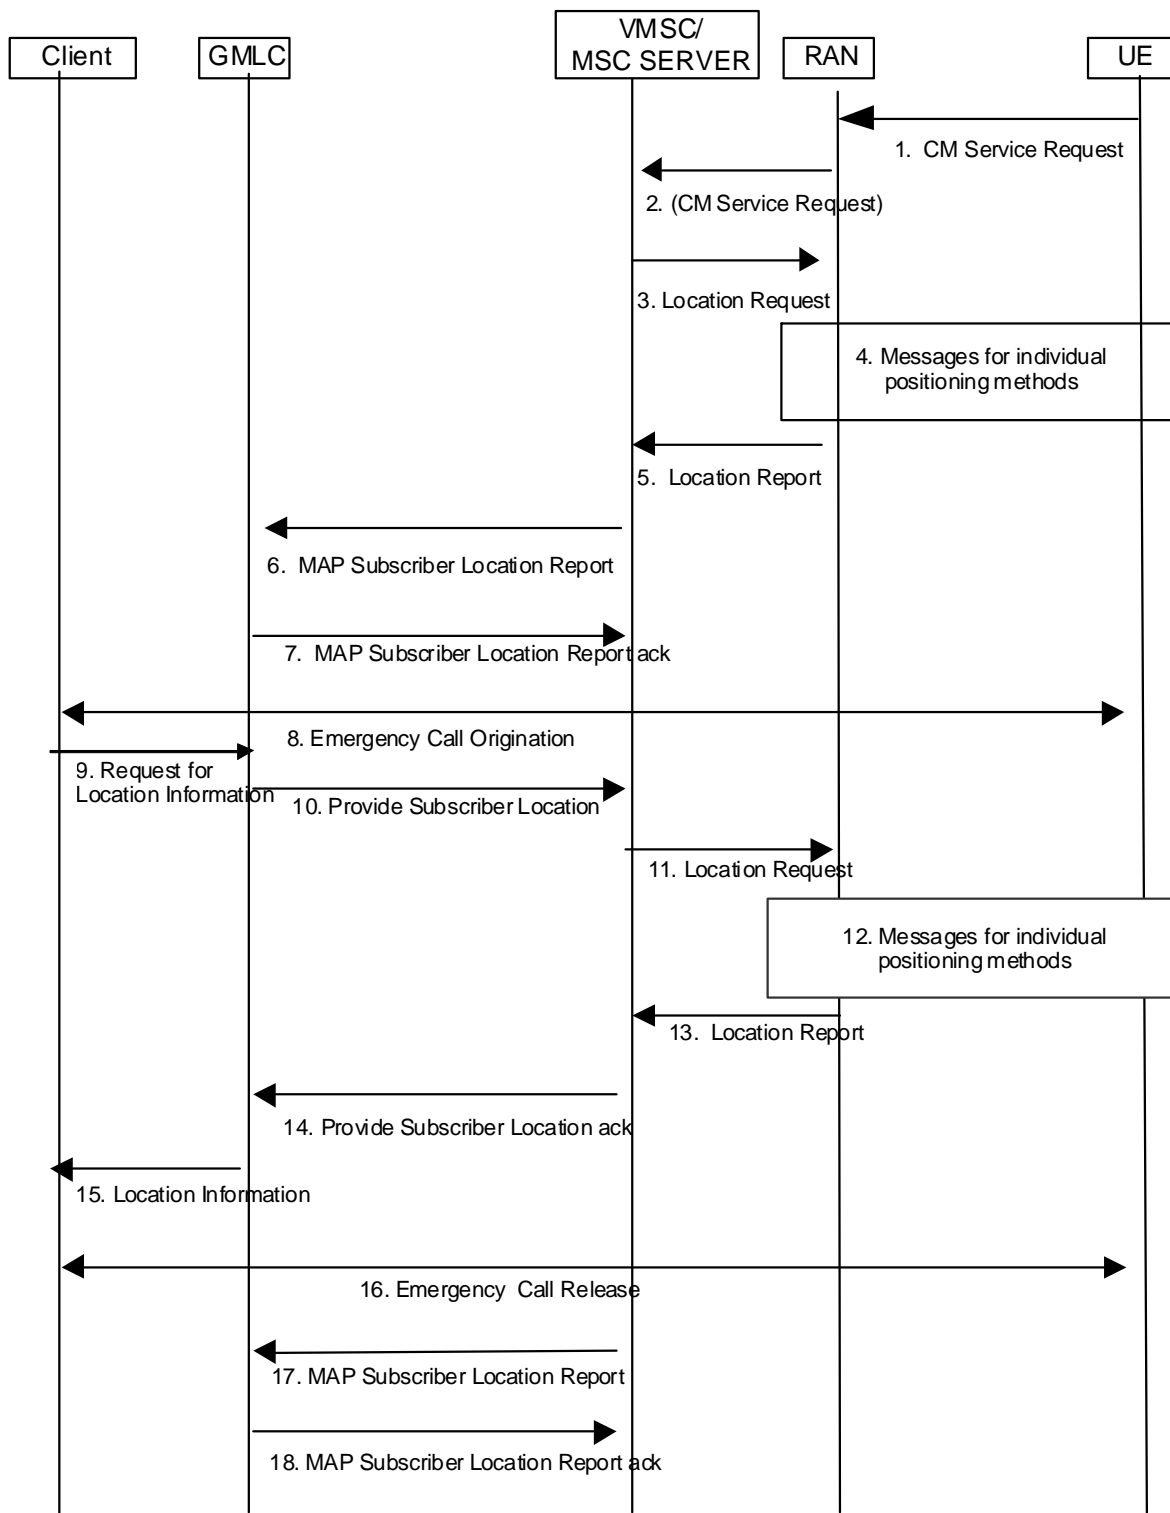 Client
GMLC
VMSC/
MSC SERVER
RAN
UE
1. CM Service Request
2. (CM Service Request)
3. Location Request
4. Messages for individual
positioning methods
5. Location Report
6. MAP Subscriber Location Report
7. MAP Subscriber Location Report ack
8. Emergency Call Origination
9. Request for
Location Information
10. Provide Subscriber Location
11. Location Request
12. Messages for individual
positioning methods
13. Location Report
14. Provide Subscriber Location ack
15. Location Information
16. Emergency Call Release
17. MAP Subscriber Location Report
18. MAP Subscriber Location Report ack